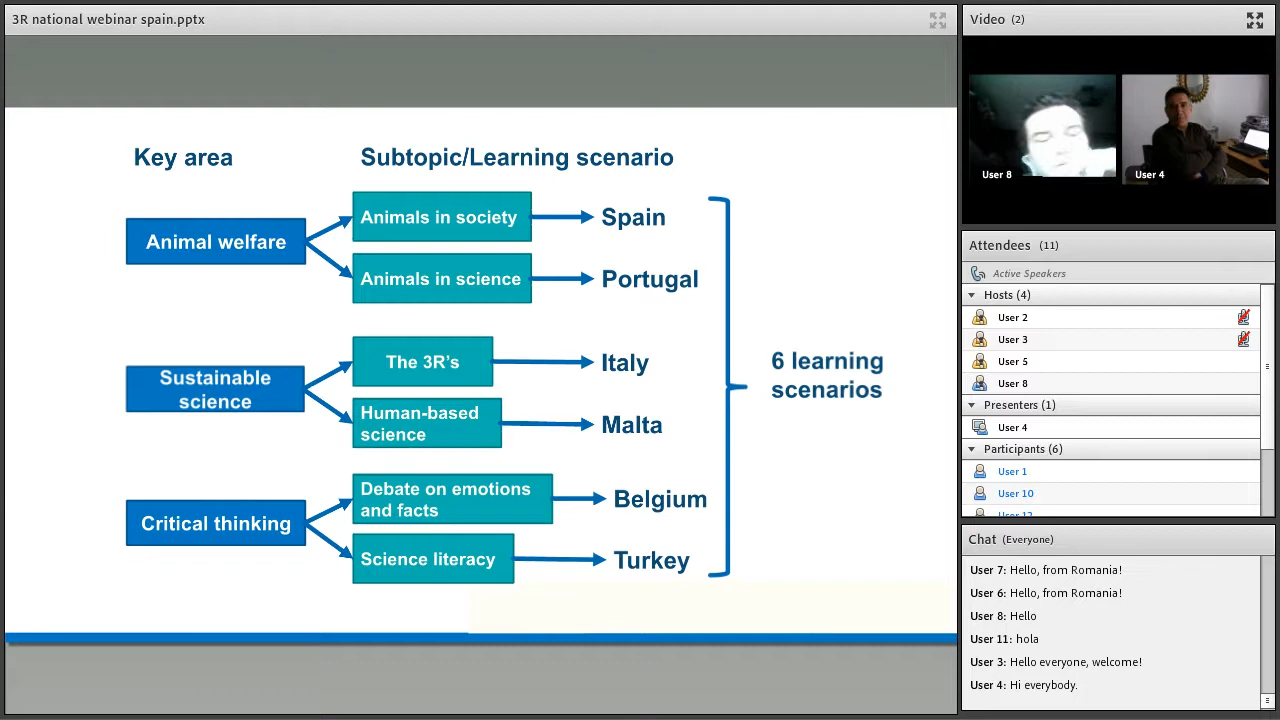 3R national webinar spain.pptx
Key area
Subtopic/Learning scenario
Animal welfare
Animals in society
Spain
Animals in science
Portugal
Sustainable
science
The 3R's
Italy
Human-based
science
Malta
Critical thinking
Debate on emotions
and facts
Belgium
Science literacy
Turkey
6 learning
scenarios
Video (2)
User 8
User 4
Attendees (11)
Active Speakers
Hosts (4)
User 2
User 3
User 5
User 8
Presenters (1)
User 4
Participants (6)
User 1
User 10
User 12
Chat (Everyone)
User 7: Hello, from Romania!
User 6: Hello, from Romania!
User 8: Hello
User 11: hola
User 3: Hello everyone, welcome!
User 4: Hi everybody.